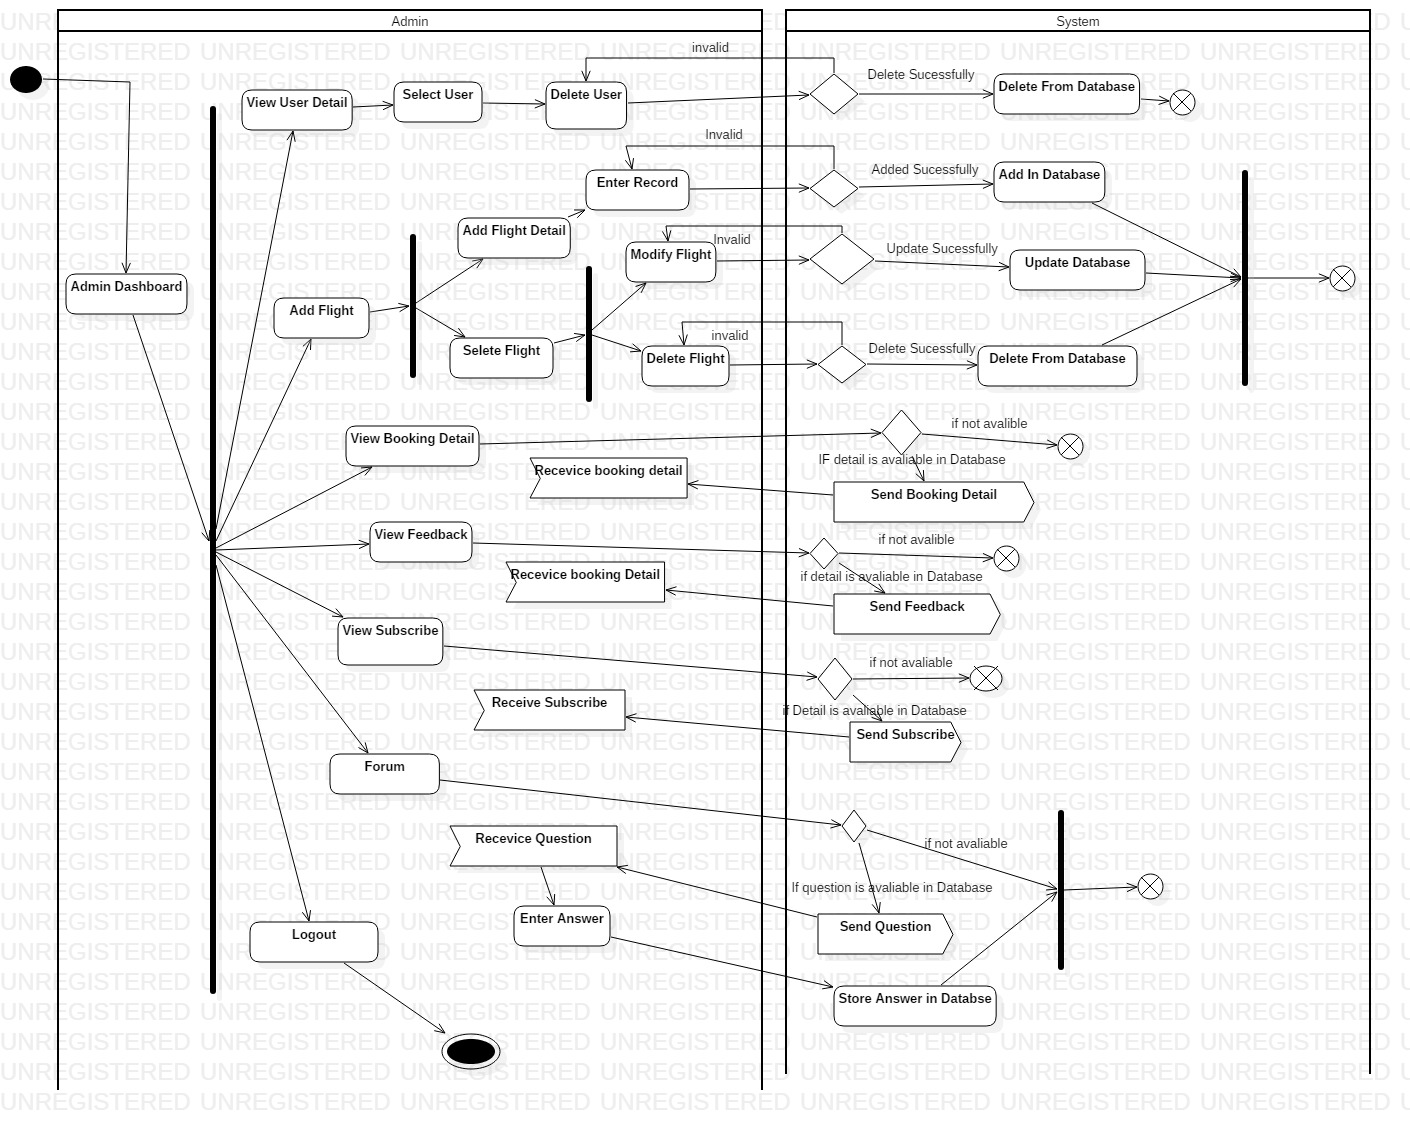 Admin
System
invalid
View User Detail
Select User
Delete User
Delete Sucessfully
Delete From Database
Invalid
Enter Record
Added Sucessfully
Add In Database
Add Flight Detail
Invalid
Modify Flight
Update Sucessfully
Update Database
Admin Dashboard
Add Flight
Selete Flight
invalid
Delete Flight
Delete Sucessfully
Delete From Database
View Booking Detail
if not avalible
IF detail is avaliable in Database
Recevice booking detail
Send Booking Detail
View Feedback
if not avalible
if detail is avaliable in Database
Recevice booking Detail
Send Feedback
View Subscribe
if not avaliable
if Detail is avaliable in Database
Receive Subscribe
Send Subscribe
Forum
Recevice Question
if not avaliable
If question is avaliable in Database
Enter Answer
Send Question
Logout
Store Answer in Databse
UNREGISTERED